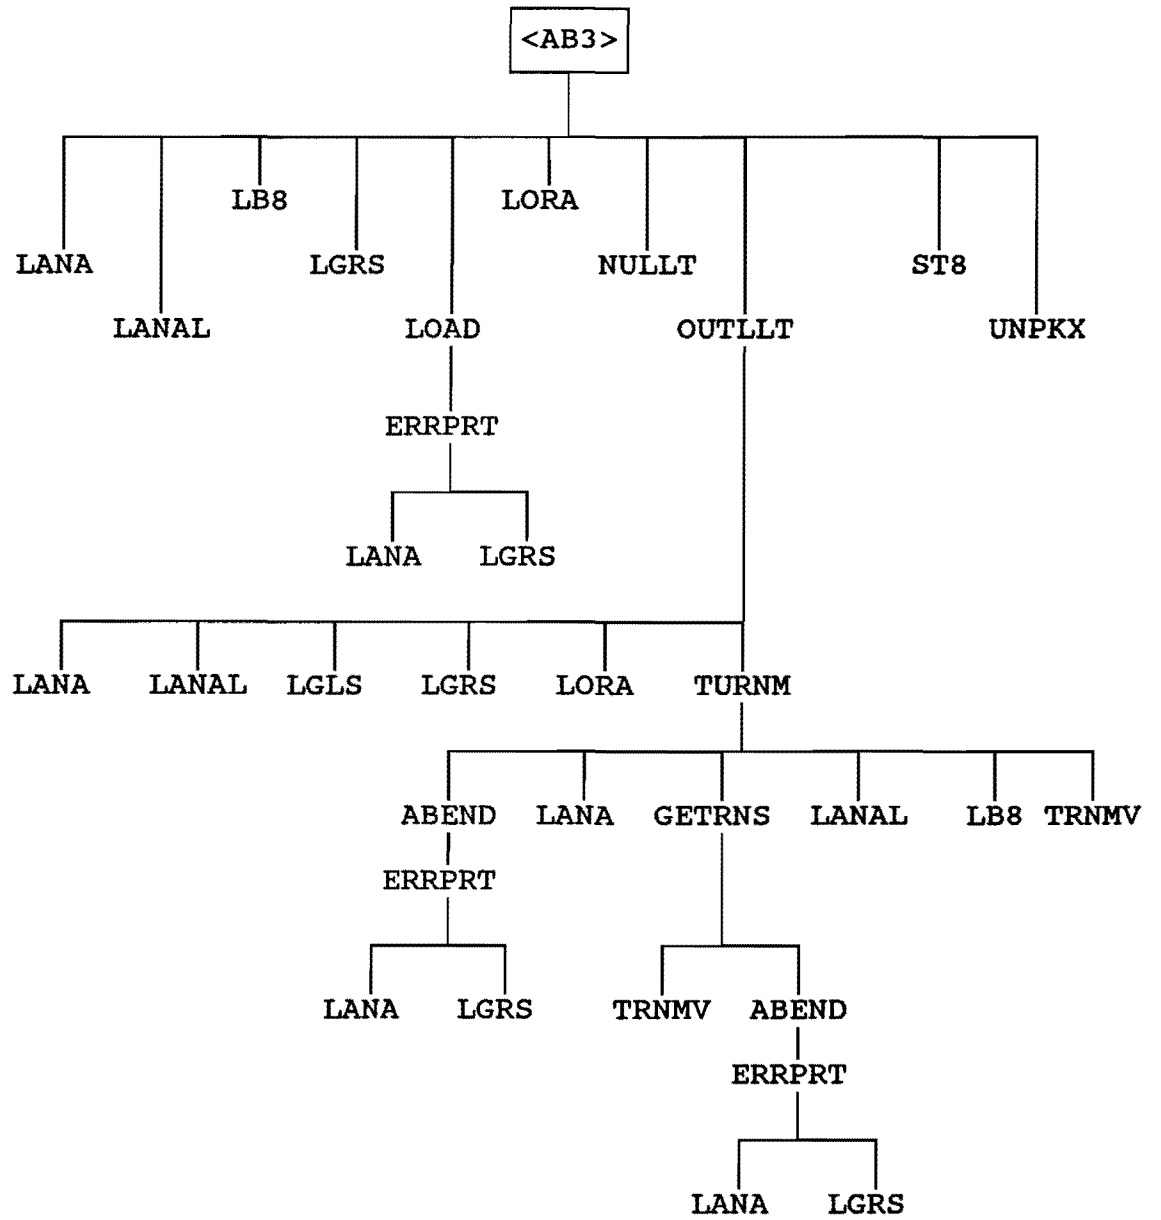 <AB3>
LB8 LORA
LANA LGRS NULLT ST8
LANAL LOAD OUTLLT UNPKX
ERRPRT
LANA LGRS
LANA LANAL LGLS LGRS LORA TURNM
ABEND LANA GETRNS LANAL LB8 TRNMV
ERRPRT
LANA LGRS TRNMV ABEND
ERRPRT
LANA LGRS